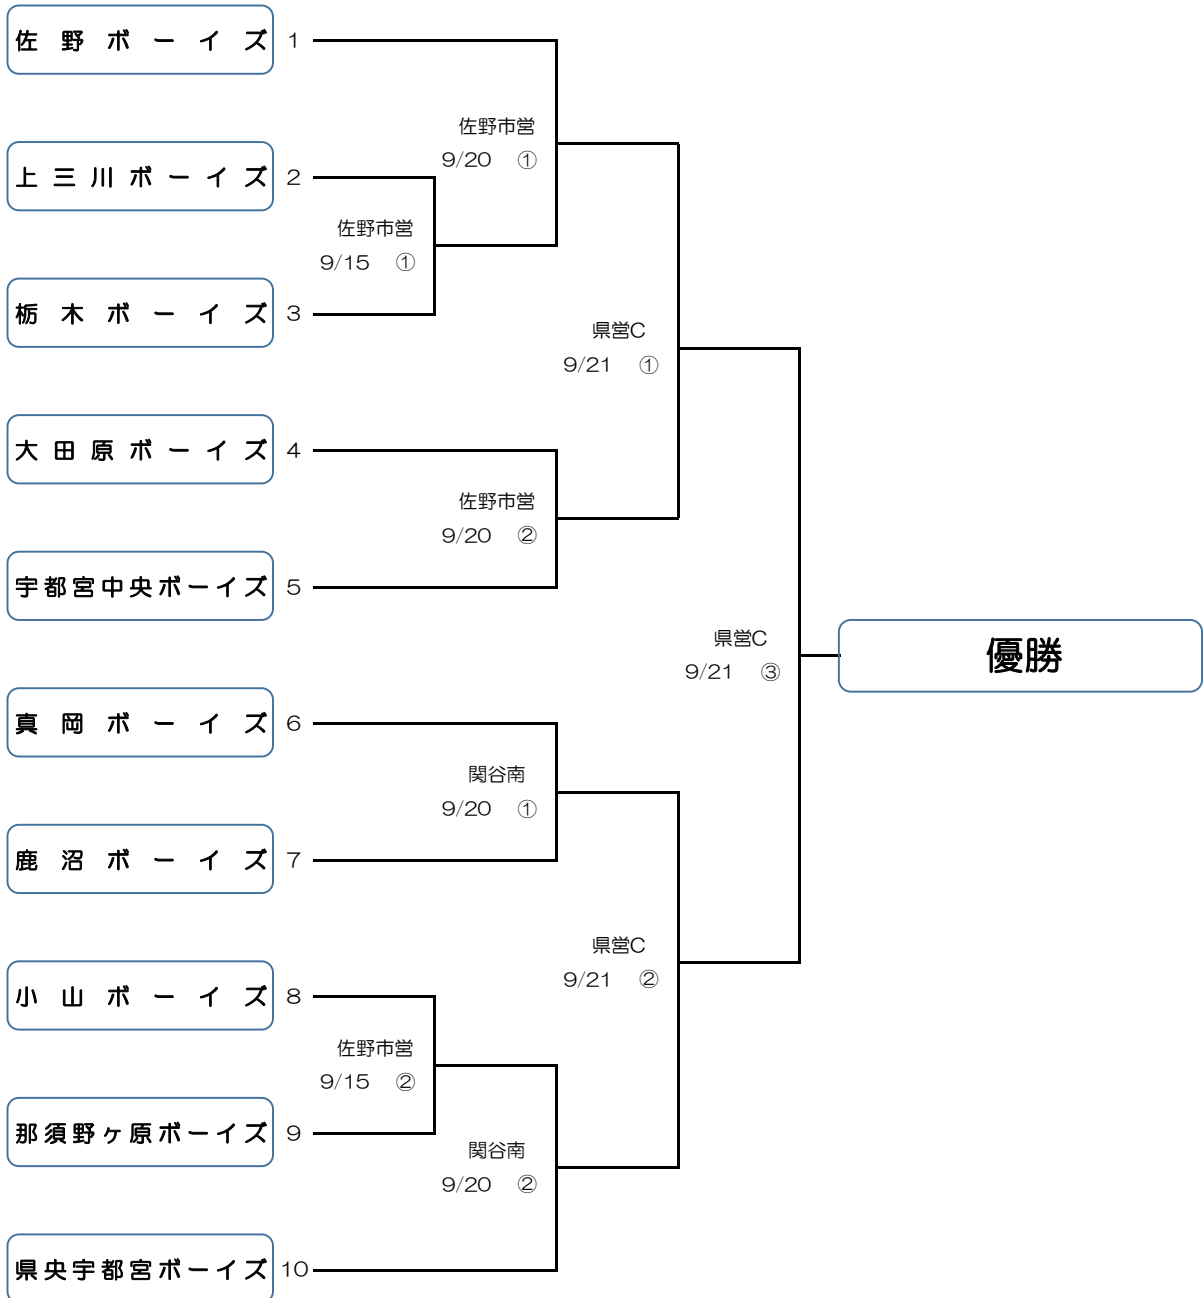 佐野ボーイズ 1
佐野市営
9/20 ①
上三川ボーイズ 2
佐野市営
9/15 ①
栃木ボーイズ 3
県営C
9/21 ①
大田原ボーイズ 4
佐野市営
9/20 ②
宇都宮中央ボーイズ 5
県営C
9/21 ③
優勝
真岡ボーイズ 6
関谷南
9/20 ①
鹿沼ボーイズ 7
県営C
9/21 ②
小山ボーイズ 8
佐野市営
9/15 ②
那須野ヶ原ボーイズ 9
関谷南
9/20 ②
県央宇都宮ボーイズ 10